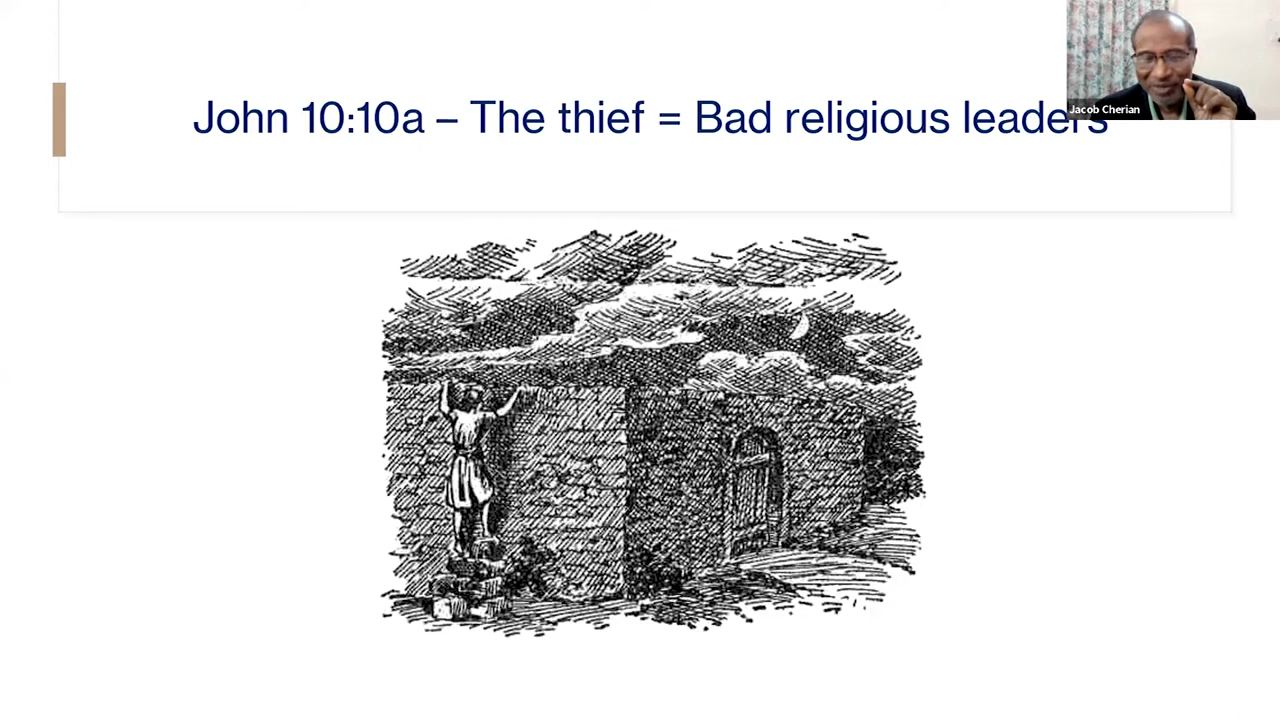 John 10:10a – The thief = Bad religious leaders
Jacob Cherian